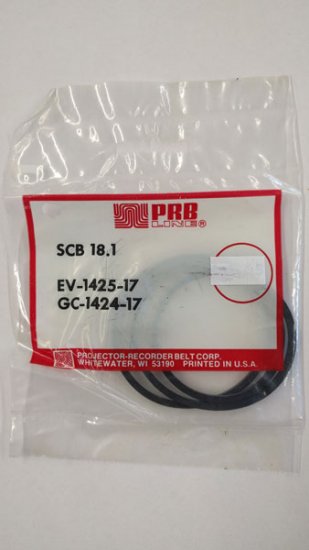 PRB
LINE®
SCB 18.1
EV-1425-17
GC-1424-17
PROJECTOR-RECORDER BELT CORP.
WHITEWATER, WI 53190 PRINTED IN U.S.A.